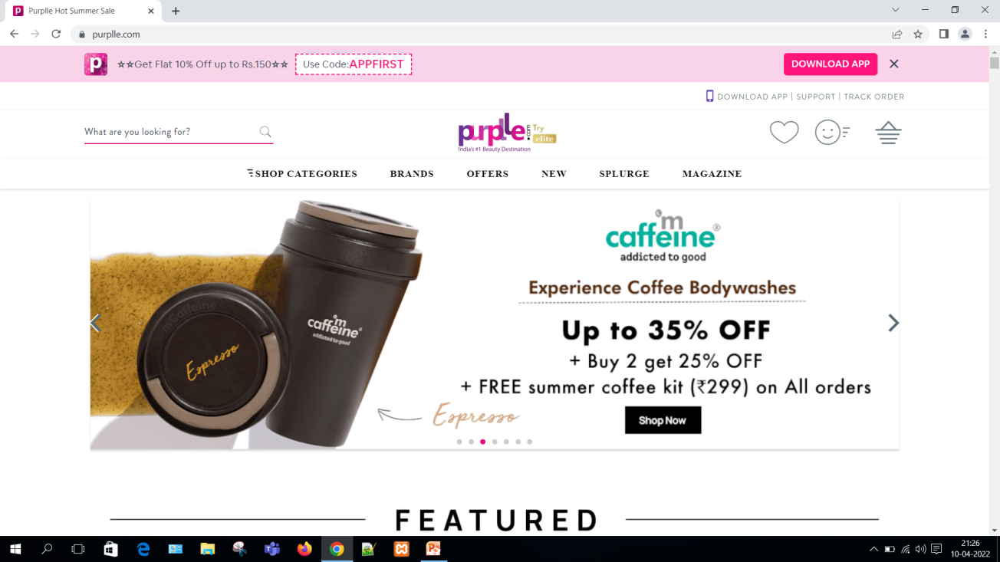 Purplle Hot Summer Sale
purplle.com
☆☆Get Flat 10% Off up to Rs.150☆☆ Use Code:APPFIRST
DOWNLOAD APP
DOWNLOAD APP | SUPPORT | TRACK ORDER
What are you looking for?
purplle.com
Try
elite
India's #1 Beauty Destination
SHOP CATEGORIES BRANDS OFFERS NEW SPLURGE MAGAZINE
mCaffeine
Espresso
'm
caffeine®
addicted to good
'm
caffeine®
addicted to good
Experience Coffee Bodywashes
Up to 35% OFF
+ Buy 2 get 25% OFF
+ FREE summer coffee kit (₹299) on All orders
Espresso
Shop Now
FEATURED
21:26
10-04-2022